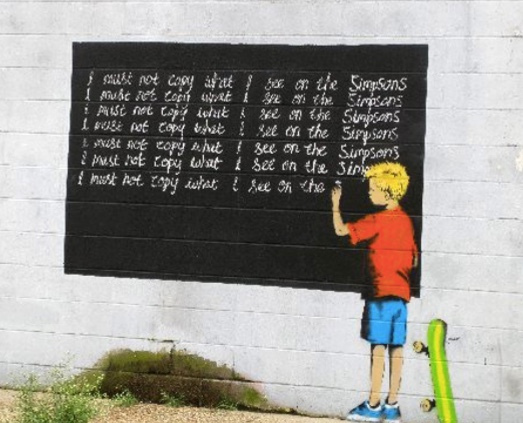 I must not copy what I see on the Simpsons
I must not copy what I see on the Simpsons
I must not copy what I see on the Simpsons
I must not copy what I see on the Simpsons
I must not copy what I see on the Simpsons
I must not copy what I see on the Simp
I must not copy what I see on the